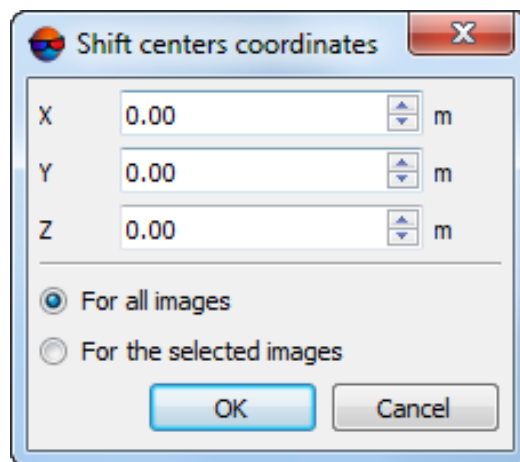 Shift centers coordinates
X 0.00 m
Y 0.00 m
Z 0.00 m
For all images
For the selected images
OK Cancel